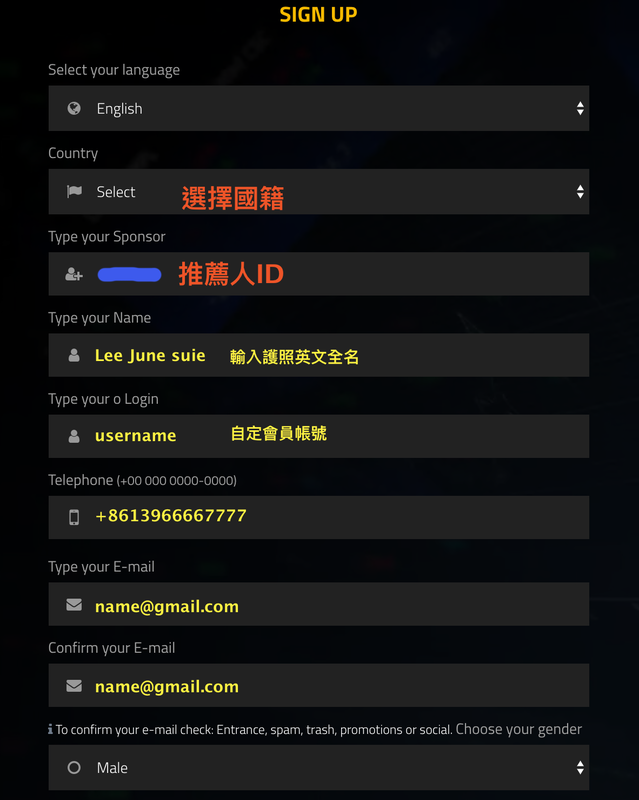 SIGN UP
Select your language
English
Country
Select 選擇國籍
Type your Sponsor
推薦人ID
Type your Name
Lee June suie 輸入護照英文全名
Type your o Login
username 自定會員帳號
Telephone (+00 000 0000-0000)
+8613966667777
Type your E-mail
name@gmail.com
Confirm your E-mail
name@gmail.com
To confirm your e-mail check: Entrance, spam, trash, promotions or social. Choose your gender
Male